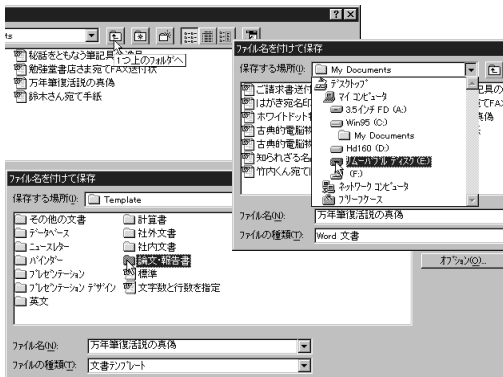 ts
秘話をともなう筆記具
勉強堂書店さま宛てFAX送付状
万年筆復活説の真偽
鈴木さん宛て手紙
1つ上のフォルダへ
ファイル名を付けて保存
保存する場所(I):
My Documents
デスクトップ
マイ コンピュータ
3.5インチ FD (A:)
Win95 (C:)
My Documents
Hd160 (D:)
リムーバブル ディスク (E:)
(F:)
ネットワーク コンピュータ
ブリーフケース
ご請求書送付
はがき宛名印
ホワイドット
古典的電脳
古典的電脳
知られざる名
竹内くん宛て
記具の
てFAX
真偽
ファイル名(N):
万年筆復活説の真偽
ファイルの種類(T):
Word 文書
オプション(O)...
ファイル名を付けて保存
保存する場所(I):
Template
その他の文書
データベース
ニュースレター
バインダー
プレゼンテーション
プレゼンテーション デザイン
英文
計算書
社外文書
社内文書
論文・報告書
標準
文字数と行数を指定
ファイル名(N):
万年筆復活説の真偽
ファイルの種類(T):
文書テンプレート